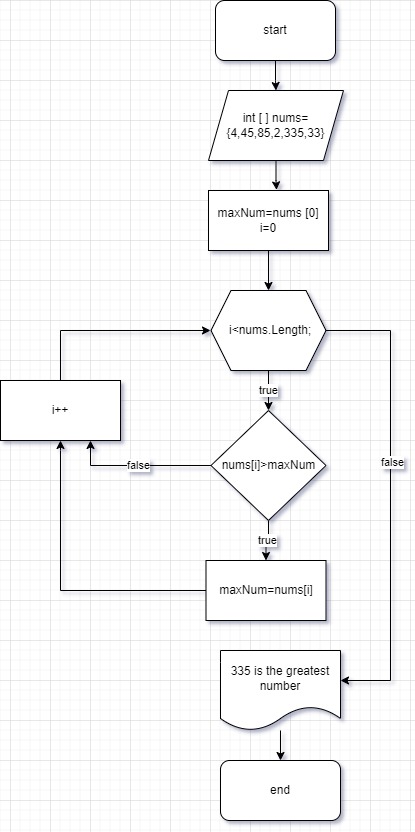 start
int [ ] nums=
{4,45,85,2,335,33}
maxNum=nums [0]
i=0
i<nums.Length;
true
i++
false
nums[i]>maxNum
false
true
maxNum=nums[i]
335 is the greatest
number
end